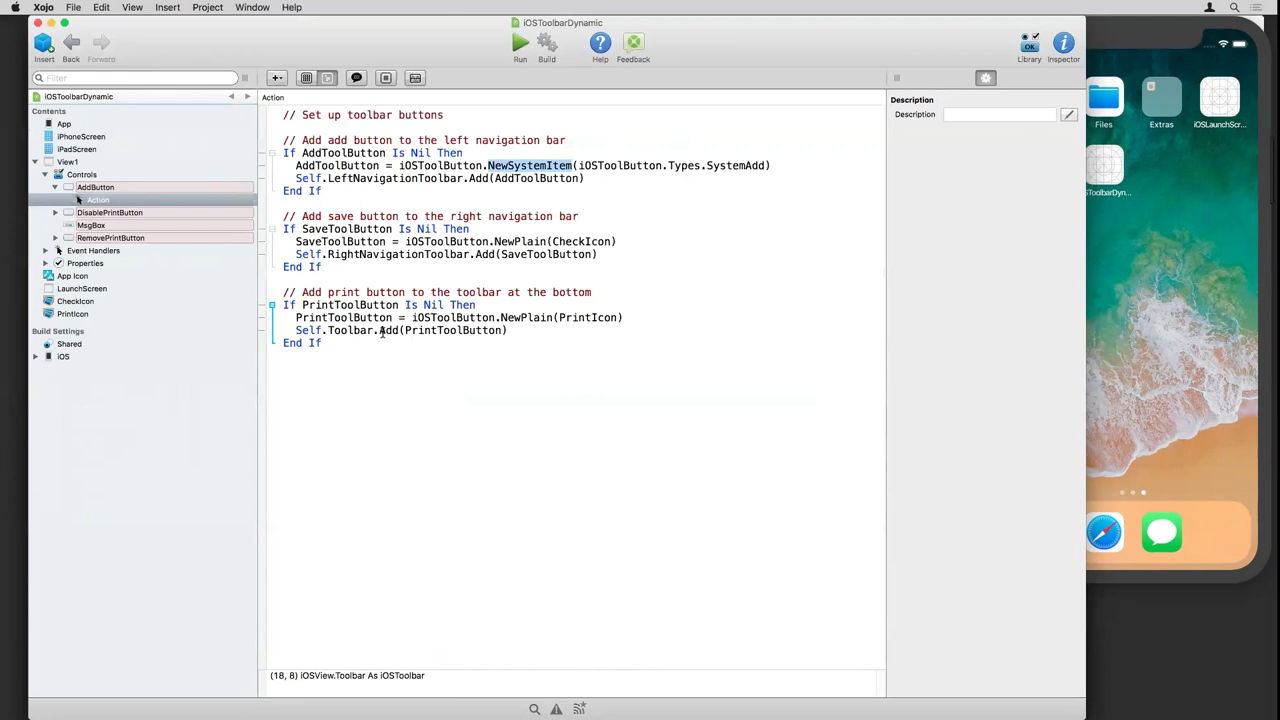 Xojo File Edit View Insert Project Window Help
iOSToolbarDynamic
Insert Back Forward Run Build Help Feedback Library Inspector
OK
Filter
iOSToolbarDynamic
Contents
App
iPhoneScreen
iPadScreen
View1
Controls
AddButton
Action
DisablePrintButton
MsgBox
RemovePrintButton
Event Handlers
Properties
App Icon
LaunchScreen
CheckIcon
PrintIcon
Build Settings
Shared
iOS
Action
// Set up toolbar buttons
// Add add button to the left navigation bar
If AddToolButton Is Nil Then
AddToolButton = iOSToolButton.NewSystemItem(iOSToolButton.Types.SystemAdd)
Self.LeftNavigationToolbar.Add(AddToolButton)
End If
// Add save button to the right navigation bar
If SaveToolButton Is Nil Then
SaveToolButton = iOSToolButton.NewPlain(CheckIcon)
Self.RightNavigationToolbar.Add(SaveToolButton)
End If
// Add print button to the toolbar at the bottom
If PrintToolButton Is Nil Then
PrintToolButton = iOSToolButton.NewPlain(PrintIcon)
Self.Toolbar.Add(PrintToolButton)
End If
(18, 8) iOSView.Toolbar As iOSToolbar
Description
Description
Files Extras iOSLaunchScr...
iOSToolbarDyn...